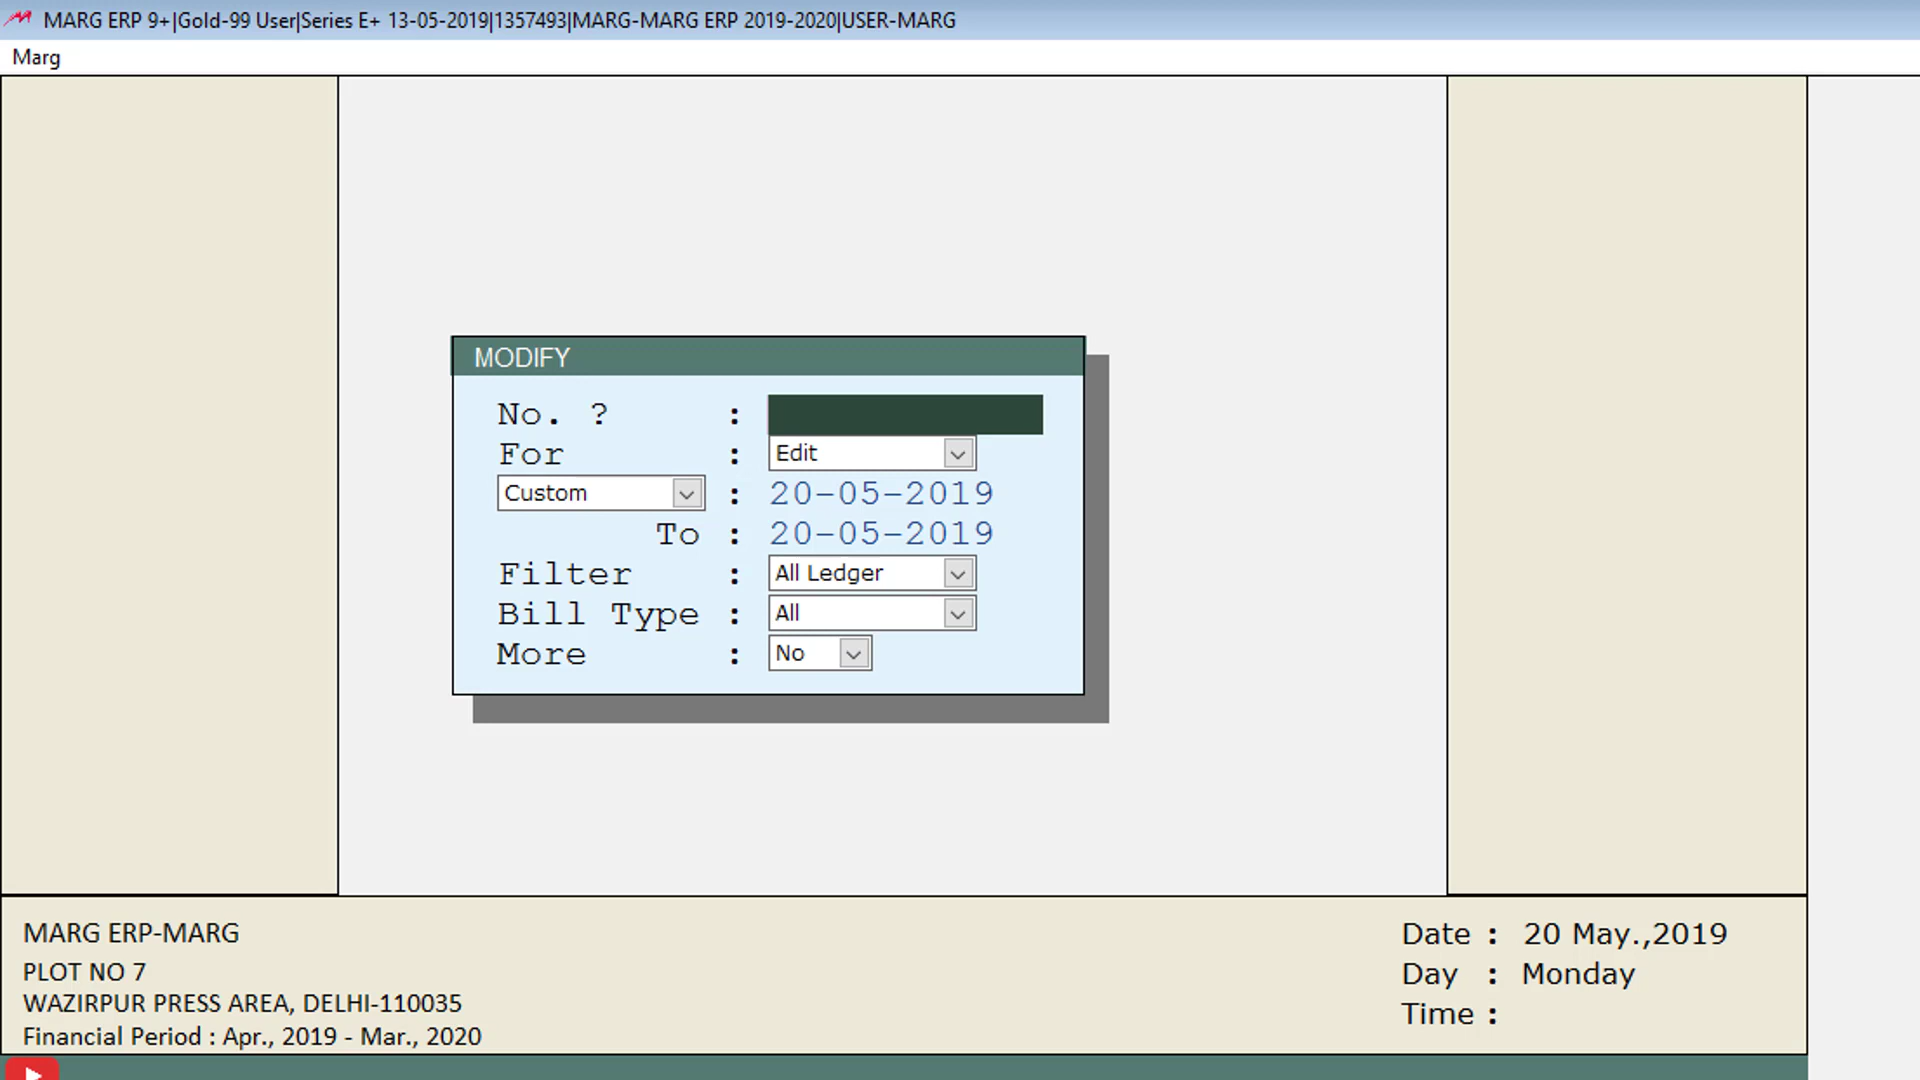 MARG ERP 9+|Gold-99 User|Series E+ 13-05-2019|1357493|MARG-MARG ERP 2019-2020|USER-MARG
Marg
MODIFY
No. ? :
For : Edit
Custom : 20-05-2019
To : 20-05-2019
Filter : All Ledger
Bill Type : All
More : No
MARG ERP-MARG
PLOT NO 7
WAZIRPUR PRESS AREA, DELHI-110035
Financial Period : Apr., 2019 - Mar., 2020
Date : 20 May.,2019
Day : Monday
Time :